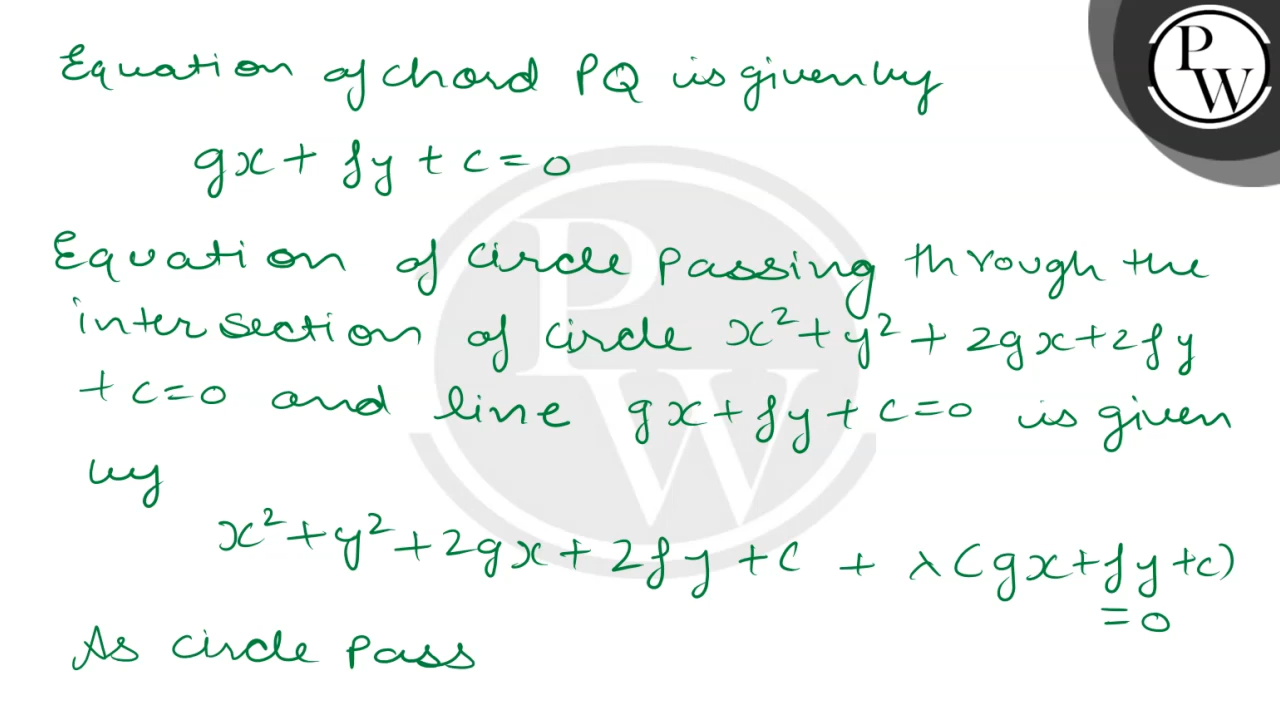 Equation of chord PQ is given by
gx + fy + c = 0
Equation of circle passing through the
intersection of circle x² + y² + 2gx + 2fy
+ c = 0 and line gx + fy + c = 0 is given
by
x² + y² + 2gx + 2fy + c + λ(gx + fy + c)
= 0
As circle pass
PW
PW